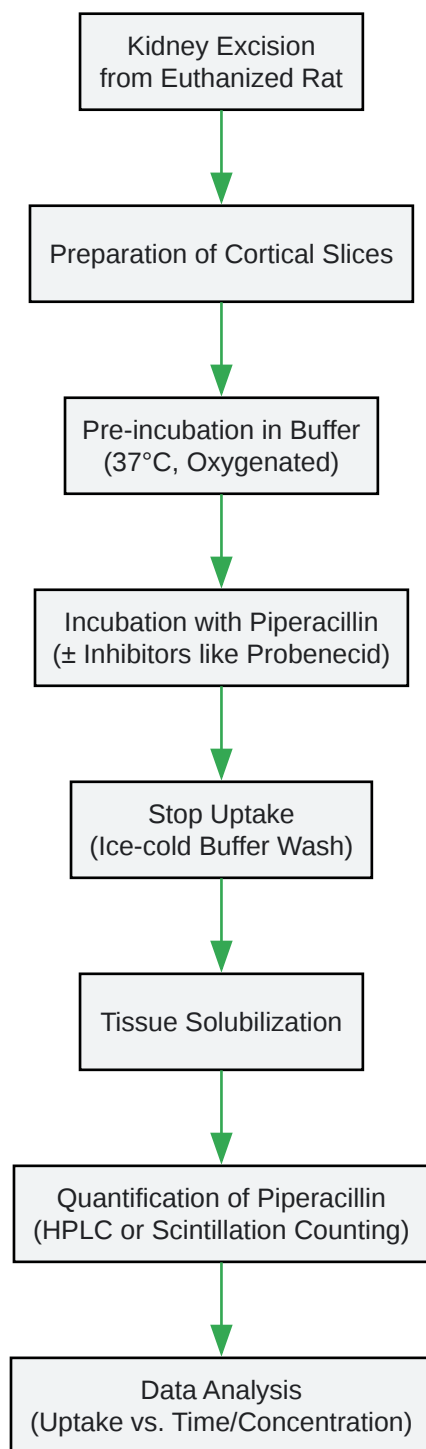 Kidney Excision
from Euthanized Rat
Preparation of Cortical Slices
Pre-incubation in Buffer
(37°C, Oxygenated)
Incubation with Piperacillin
(± Inhibitors like Probenecid)
Stop Uptake
(Ice-cold Buffer Wash)
Tissue Solubilization
Quantification of Piperacillin
(HPLC or Scintillation Counting)
Data Analysis
(Uptake vs. Time/Concentration)